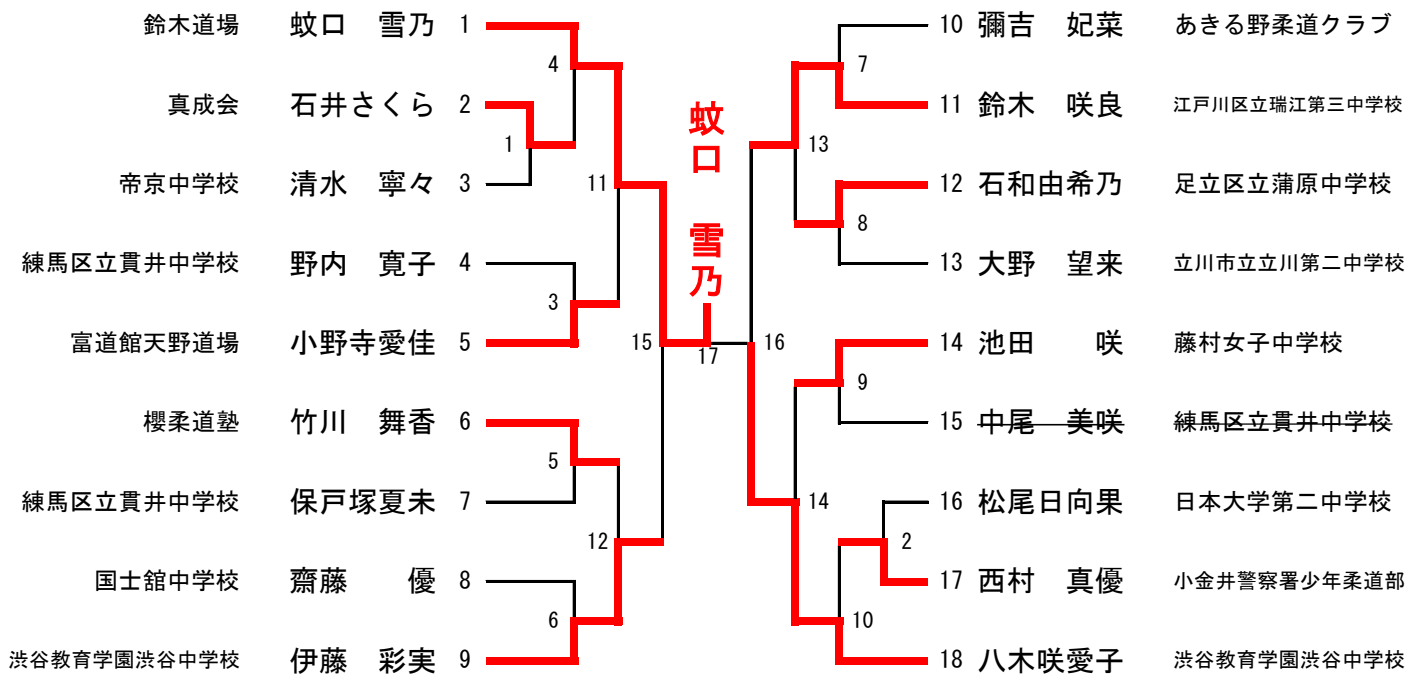 鈴木道場 蚊口　雪乃 1
真成会 石井さくら 2
帝京中学校 清水　寧々 3
練馬区立貫井中学校 野内　寛子 4
富道館天野道場 小野寺愛佳 5
櫻柔道塾 竹川　舞香 6
練馬区立貫井中学校 保戸塚夏未 7
国士舘中学校 齋藤　　優 8
渋谷教育学園渋谷中学校 伊藤　彩実 9
4
1
11
3
15
5
12
6
蚊口　雪乃
17
10 彌吉　妃菜 あきる野柔道クラブ
11 鈴木　咲良 江戸川区立瑞江第三中学校
12 石和由希乃 足立区立蒲原中学校
13 大野　望来 立川市立立川第二中学校
14 池田　　咲 藤村女子中学校
15 中尾　美咲 練馬区立貫井中学校
16 松尾日向果 日本大学第二中学校
17 西村　真優 小金井警察署少年柔道部
18 八木咲愛子 渋谷教育学園渋谷中学校
7
13
8
16
9
14
2
10